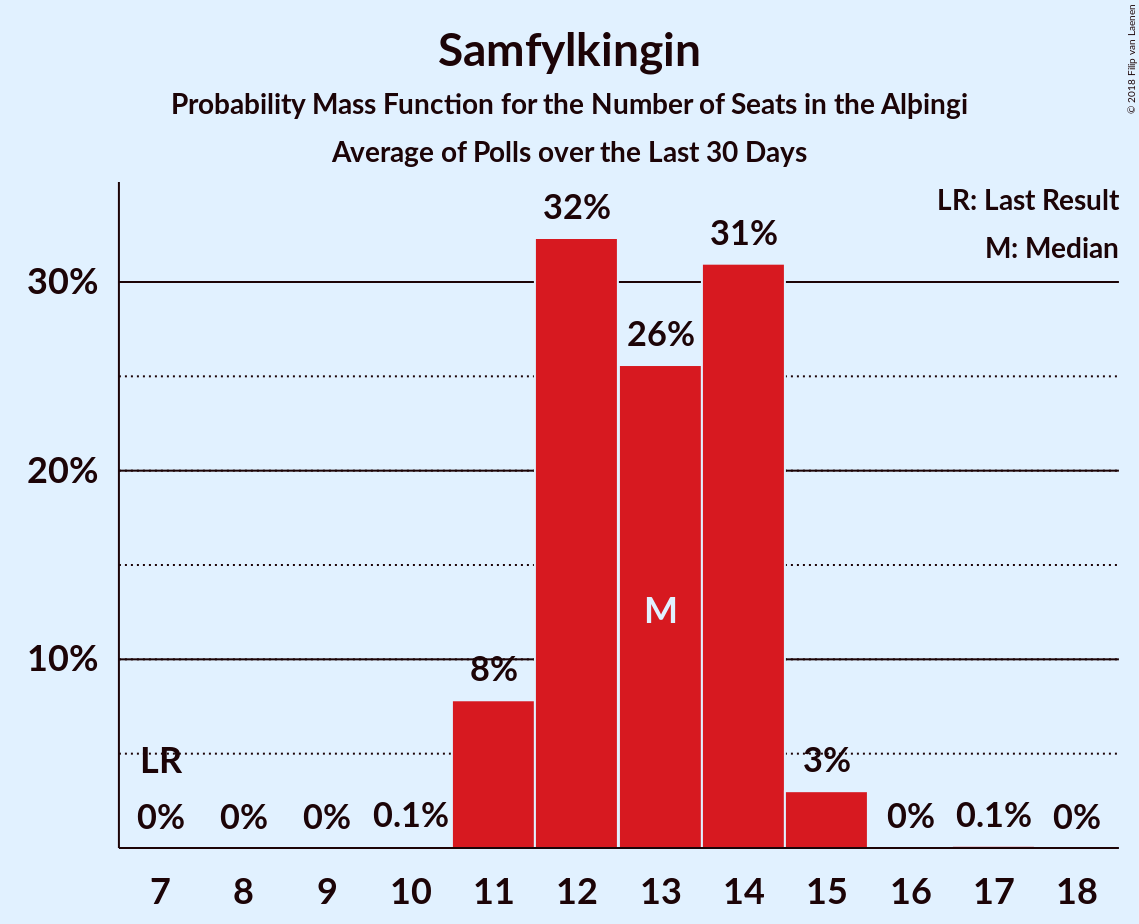 Samfylkingin
Probability Mass Function for the Number of Seats in the Alþingi
Average of Polls over the Last 30 Days
© 2018 Filip van Laenen
LR: Last Result
M: Median
32%
31%
30%
26%
20%
M
10%
8%
LR
3%
0% 0% 0% 0.1% 0% 0.1% 0%
7 8 9 10 11 12 13 14 15 16 17 18